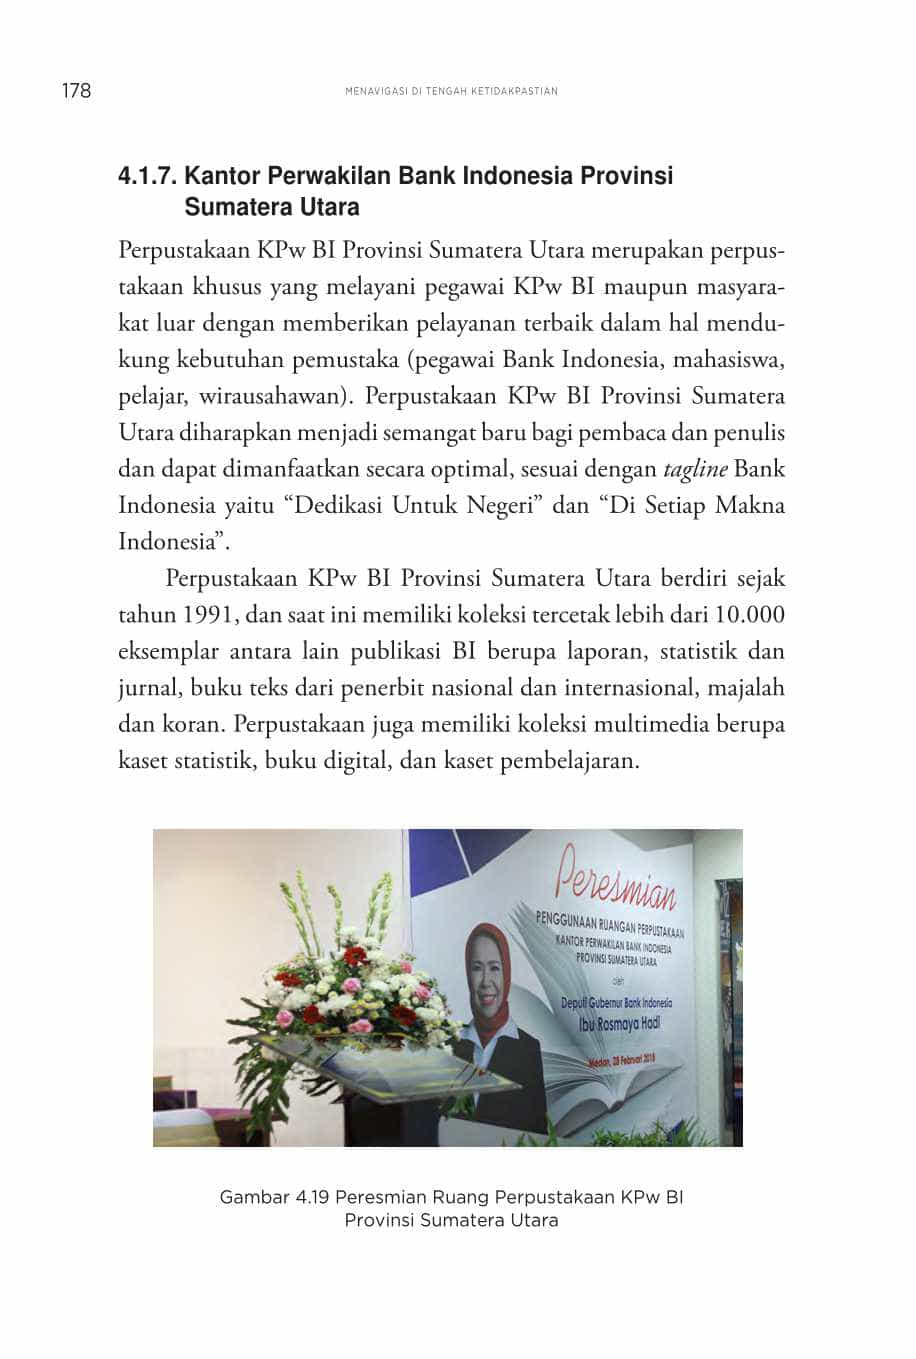 178
MENAVIGASI DI TENGAH KETIDAKPASTIAN
4.1.7. Kantor Perwakilan Bank Indonesia Provinsi
Sumatera Utara
Perpustakaan KPw BI Provinsi Sumatera Utara merupakan perpus-
takaan khusus yang melayani pegawai KPw BI maupun masyara-
kat luar dengan memberikan pelayanan terbaik dalam hal mendu-
kung kebutuhan pemustaka (pegawai Bank Indonesia, mahasiswa,
pelajar, wirausahawan). Perpustakaan KPw BI Provinsi Sumatera
Utara diharapkan menjadi semangat baru bagi pembaca dan penulis
dan dapat dimanfaatkan secara optimal, sesuai dengan tagline Bank
Indonesia yaitu “Dedikasi Untuk Negeri” dan “Di Setiap Makna
Indonesia”.
Perpustakaan KPw BI Provinsi Sumatera Utara berdiri sejak
tahun 1991, dan saat ini memiliki koleksi tercetak lebih dari 10.000
eksemplar antara lain publikasi BI berupa laporan, statistik dan
jurnal, buku teks dari penerbit nasional dan internasional, majalah
dan koran. Perpustakaan juga memiliki koleksi multimedia berupa
kaset statistik, buku digital, dan kaset pembelajaran.
Peresmian
PENGGUNAAN RUANGAN PERPUSTAKAAN
KANTOR PERWAKILAN BANK INDONESIA
PROVINSI SUMATERA UTARA
oleh
Deputi Gubernur Bank Indonesia
Ibu Rosmaya Hadi
Medan, 28 Februari 2018
Gambar 4.19 Peresmian Ruang Perpustakaan KPw BI
Provinsi Sumatera Utara